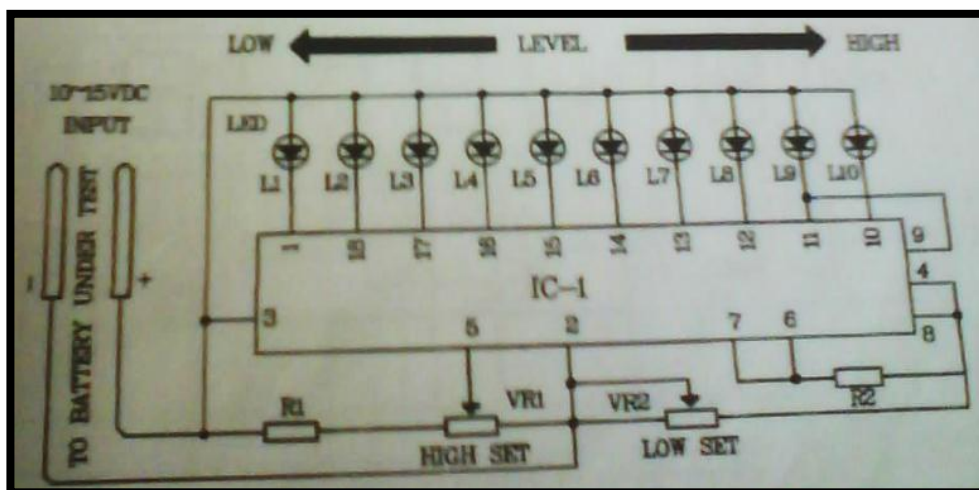 LOW LEVEL HIGH
10~15VDC
INPUT
LED
L1 L2 L3 L4 L5 L6 L7 L8 L9 L10
TO BATTERY UNDER TENT
- +
1 18 17 16 15 14 13 12 11 10
9
IC-1
4
3
5 2 7 6
8
R1 VR1 VR2 R2
HIGH SET LOW SET